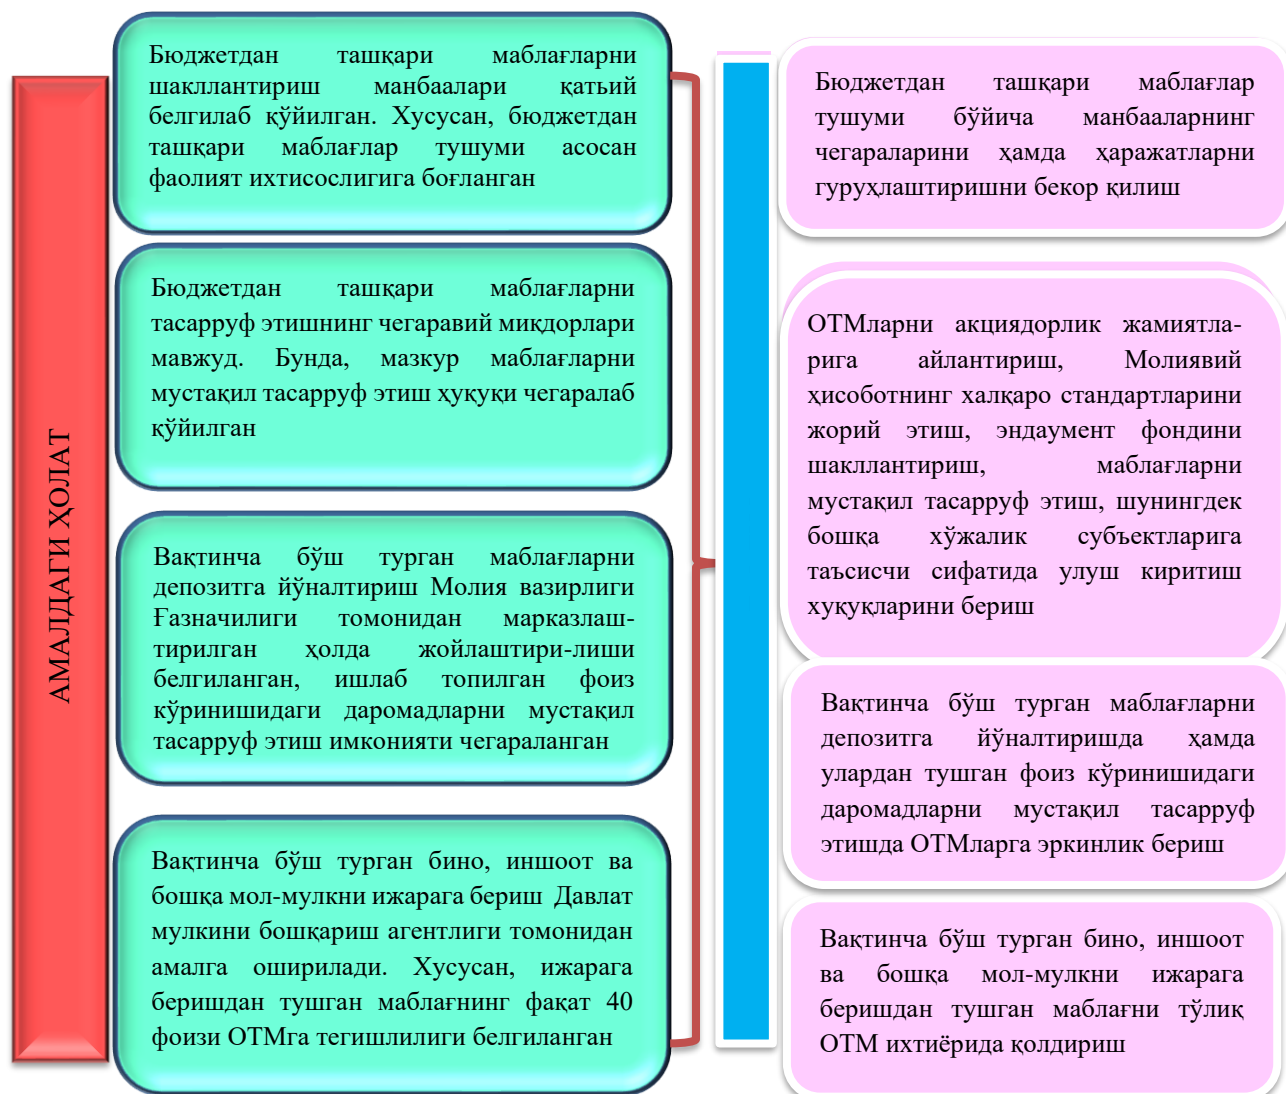 АМАЛДАГИ ҲОЛАТ
Бюджетдан ташқари маблағларни
шакллантириш манбаалари қатьий
белгилаб қўйилган. Хусусан, бюджетдан
ташқари маблағлар тушуми асосан
фаолият ихтисослигига боғланган
Бюджетдан ташқари маблағларни
тасарруф этишнинг чегаравий миқдорлари
мавжуд. Бунда, мазкур маблағларни
мустақил тасарруф этиш ҳуқуқи чегаралаб
қўйилган
Вақтинча бўш турган маблағларни
депозитга йўналтириш Молия вазирлиги
Ғазначилиги томонидан марказлаш-
тирилган ҳолда жойлаштири-лиши
белгиланган, ишлаб топилган фоиз
кўринишидаги даромадларни мустақил
тасарруф этиш имконияти чегараланган
Вақтинча бўш турган бино, иншоот ва
бошқа мол-мулкни ижарага бериш Давлат
мулкини бошқариш агентлиги томонидан
амалга оширилади. Хусусан, ижарага
беришдан тушган маблағнинг фақат 40
фоизи ОТМга тегишлилиги белгиланган
Бюджетдан ташқари маблағлар
тушуми бўйича манбааларнинг
чегараларини ҳамда ҳаражатларни
гуруҳлаштиришни бекор қилиш
ОТМларни акциядорлик жамиятла-
рига айлантириш, Молиявий
ҳисоботнинг халқаро стандартларини
жорий этиш, эндаумент фондини
шакллантириш, маблағларни
мустақил тасарруф этиш, шунингдек
бошқа хўжалик субъектларига
таъсисчи сифатида улуш киритиш
хуқуқларини бериш
Вақтинча бўш турган маблағларни
депозитга йўналтиришда ҳамда
улардан тушган фоиз кўринишидаги
даромадларни мустақил тасарруф
этишда ОТМларга эркинлик бериш
Вақтинча бўш турган бино, иншоот
ва бошқа мол-мулкни ижарага
беришдан тушган маблағни тўлиқ
ОТМ ихтиёрида қолдириш